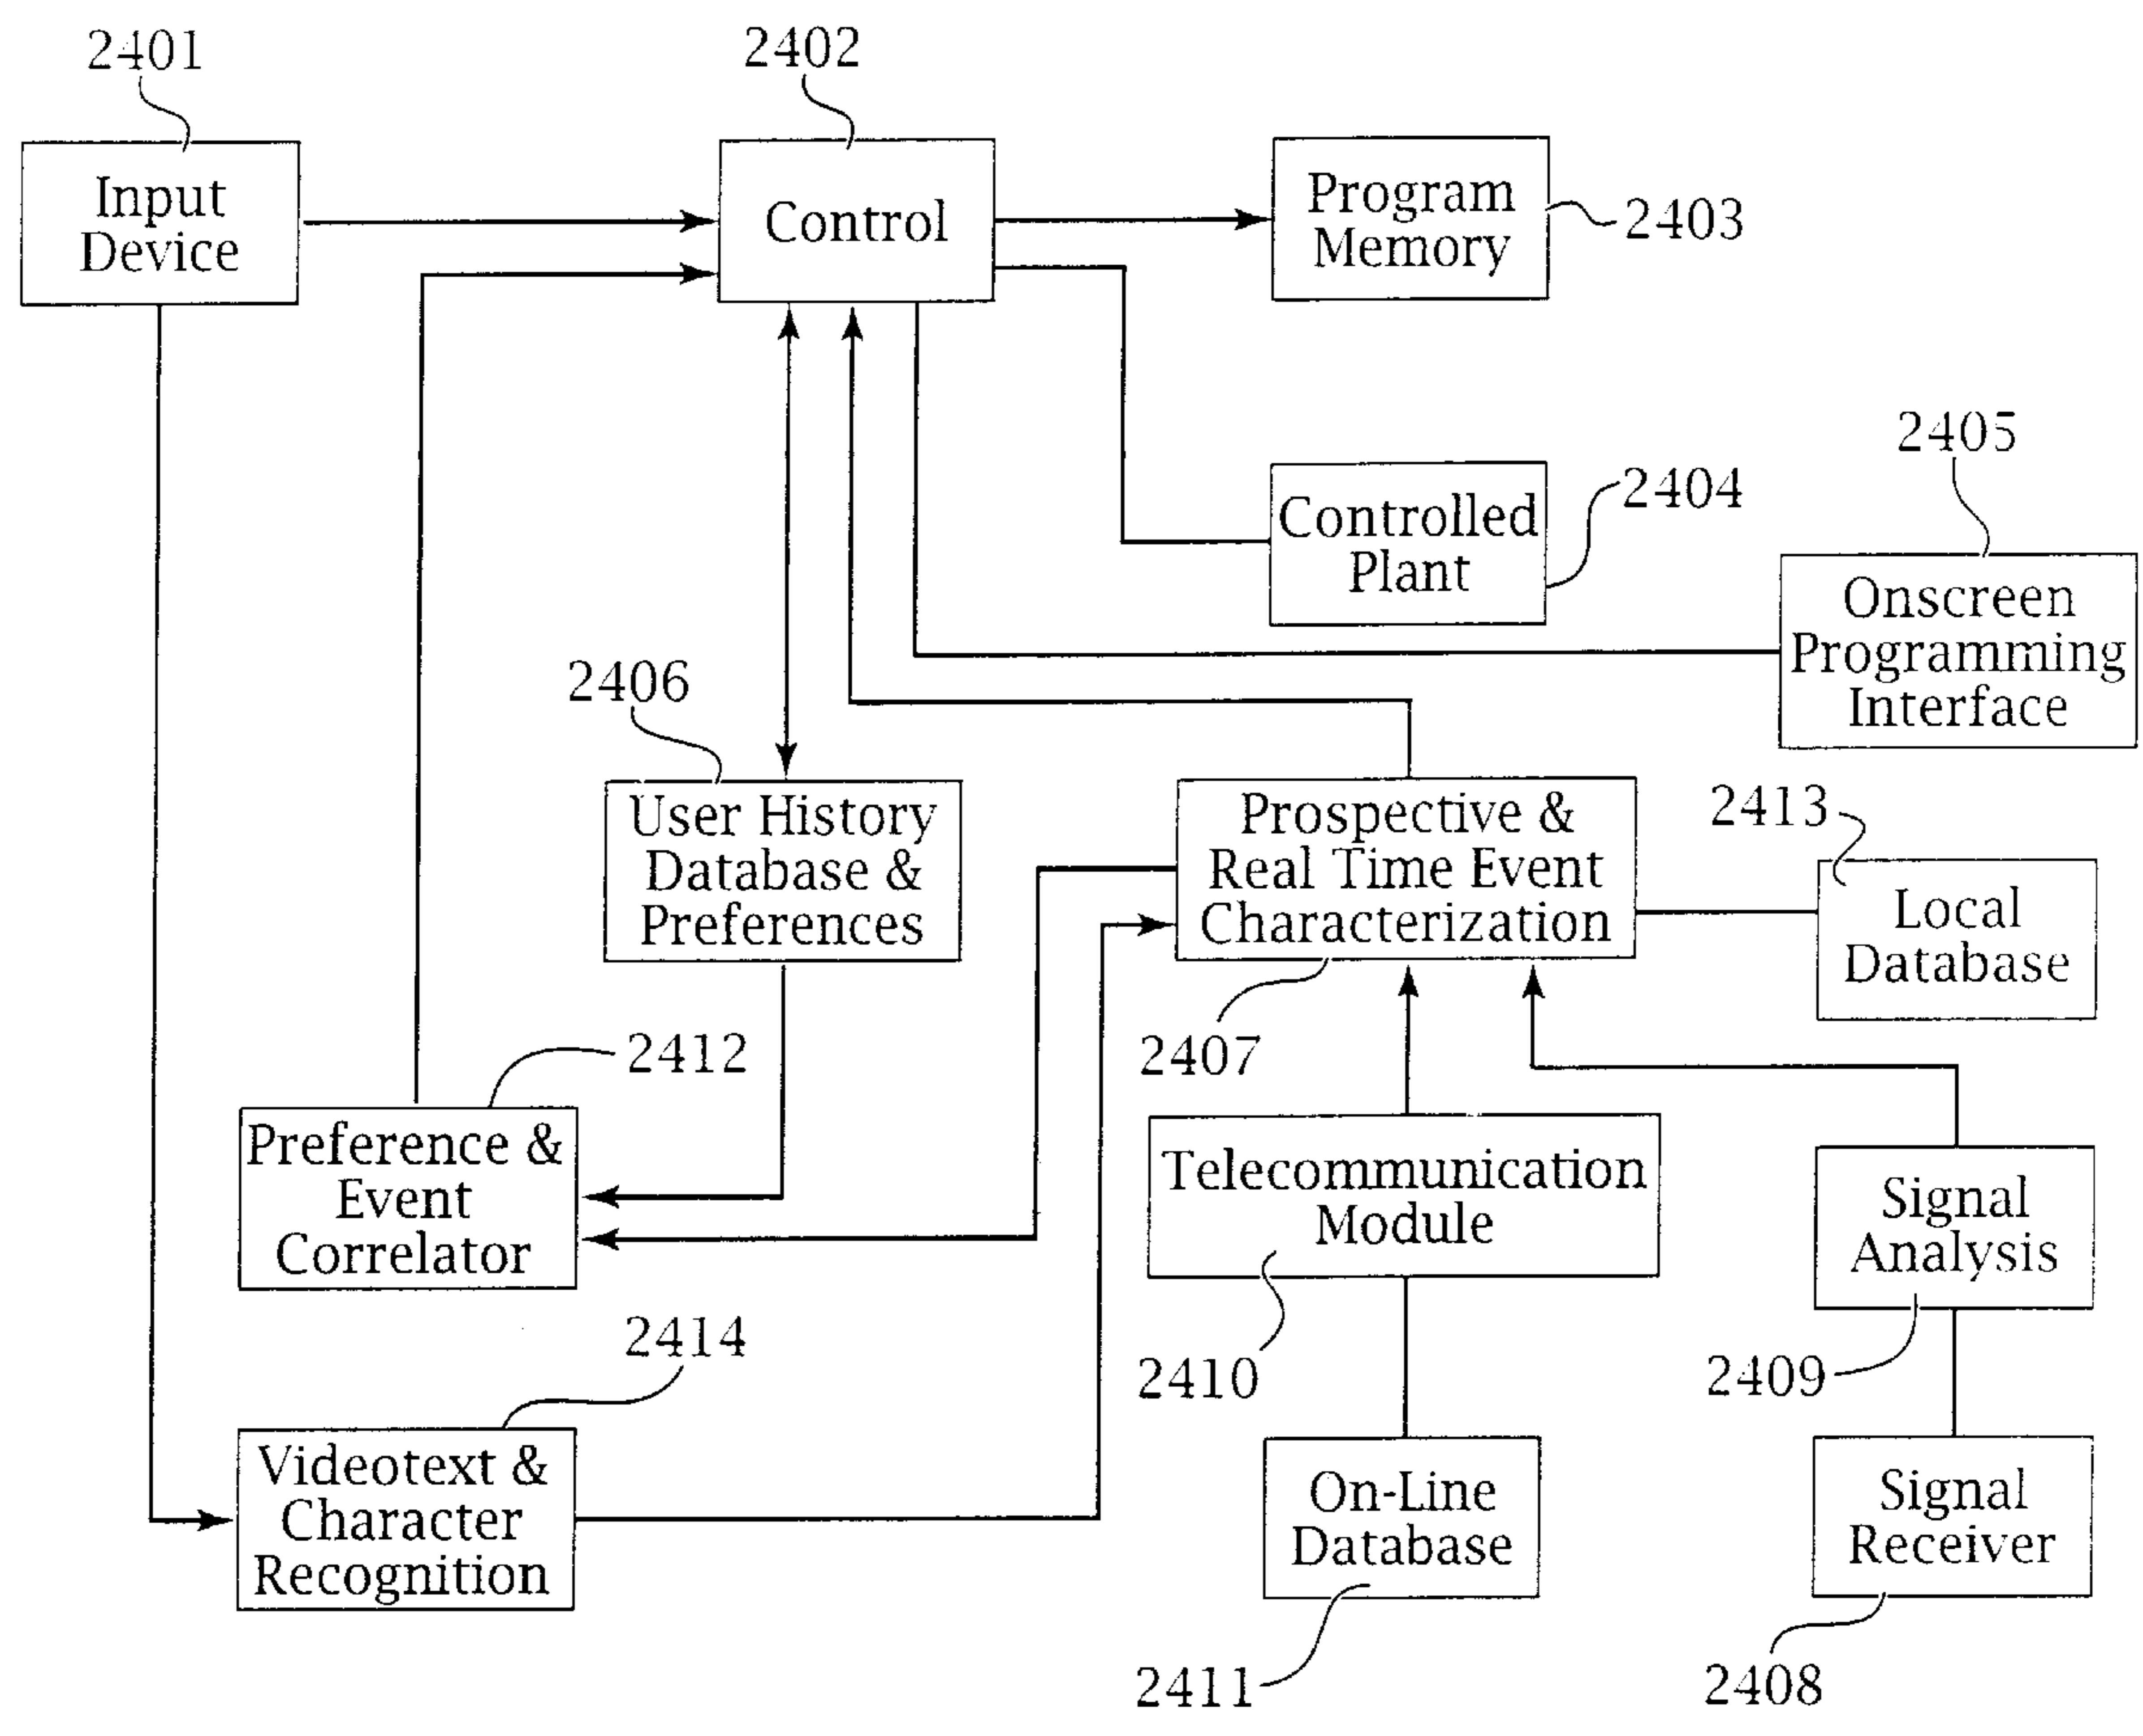 2401
2402
Input
Device
Control
Program
Memory
2403
2405
2404
Controlled
Plant
Onscreen
Programming
Interface
2406
User History
Database &
Preferences
Prospective &
Real Time Event
Characterization
2413
Local
Database
2407
2412
Preference &
Event
Correlator
Telecommunication
Module
Signal
Analysis
2414
2410
2409
Videotext &
Character
Recognition
On-Line
Database
Signal
Receiver
2411
2408